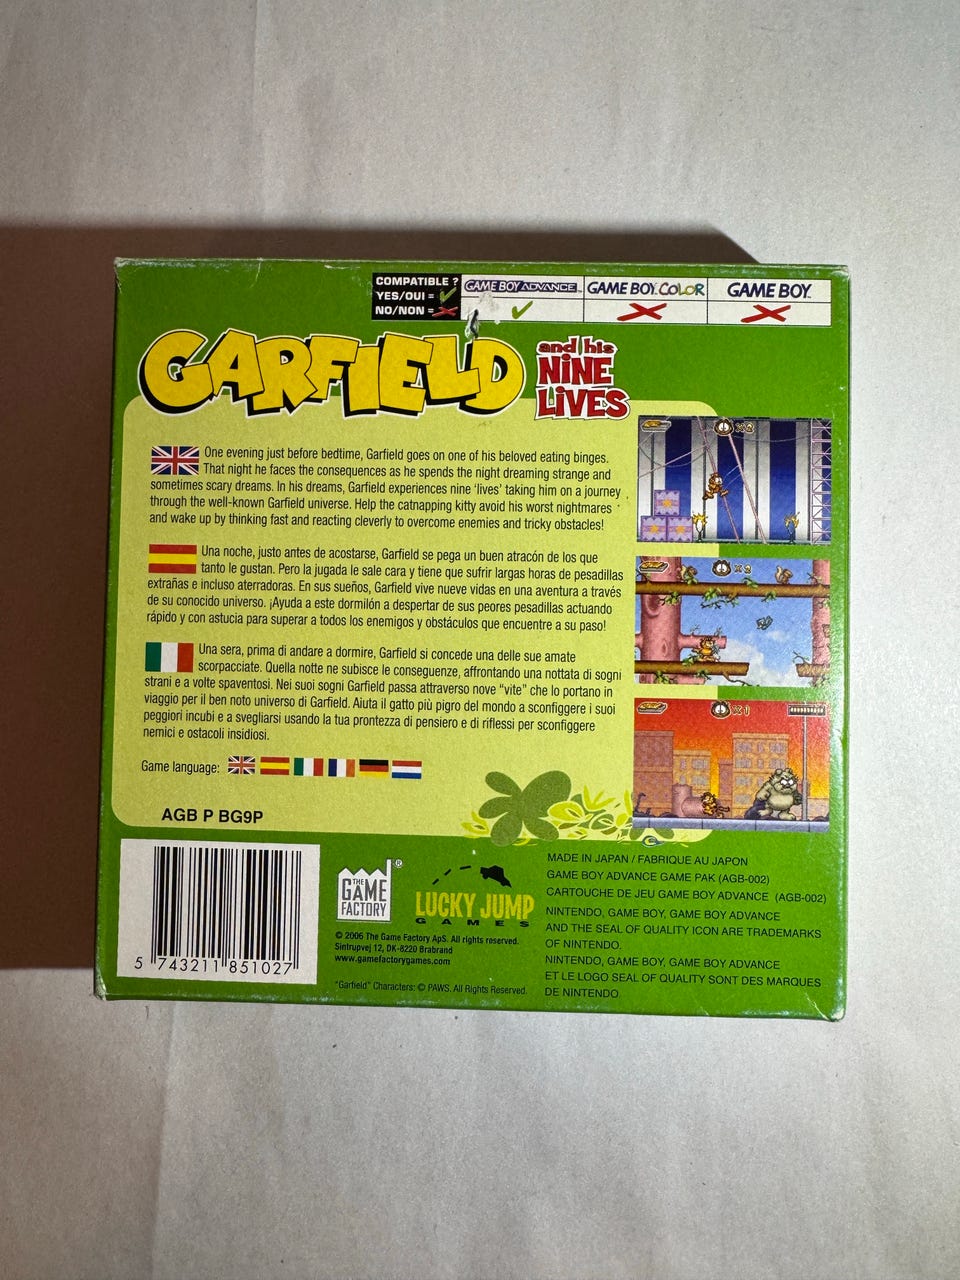 COMPATIBLE ?
YES/OUI =
NO/NON =
GAME BOY ADVANCE
GAME BOY COLOR
GAME BOY
GARFIELD
and his
NINE
LIVES
One evening just before bedtime, Garfield goes on one of his beloved eating binges.
That night he faces the consequences as he spends the night dreaming strange and
sometimes scary dreams. In his dreams, Garfield experiences nine 'lives' taking him on a journey
through the well-known Garfield universe. Help the catnapping kitty avoid his worst nightmares
and wake up by thinking fast and reacting cleverly to overcome enemies and tricky obstacles!
Una noche, justo antes de acostarse, Garfield se pega un buen atracón de los que
tanto le gustan. Pero la jugada le sale cara y tiene que sufrir largas horas de pesadillas
extrañas e incluso aterradoras. En sus sueños, Garfield vive nueve vidas en una aventura a través
de su conocido universo. ¡Ayuda a este dormilón a despertar de sus peores pesadillas actuando
rápido y con astucia para superar a todos los enemigos y obstáculos que encuentre a su paso!
Una sera, prima di andare a dormire, Garfield si concede una delle sue amate
scorpacciate. Quella notte ne subisce le conseguenze, affrontando una nottata di sogni
strani e a volte spaventosi. Nei suoi sogni Garfield passa attraverso nove "vite" che lo portano in
viaggio per il ben noto universo di Garfield. Aiuta il gatto più pigro del mondo a sconfiggere i suoi
peggiori incubi e a svegliarsi usando la tua prontezza di pensiero e di riflessi per sconfiggere
nemici e ostacoli insidiosi.
Game language:
AGB P BG9P
X2
X1
5 743211 851027
THE
GAME
FACTORY
®
LUCKY JUMP
GAMES
© 2006 The Game Factory ApS. All rights reserved.
Sintrupvej 12, DK-8220 Brabrand
www.gamefactorygames.com
"Garfield" Characters: © PAWS. All Rights Reserved.
MADE IN JAPAN / FABRIQUE AU JAPON
GAME BOY ADVANCE GAME PAK (AGB-002)
CARTOUCHE DE JEU GAME BOY ADVANCE (AGB-002)
NINTENDO, GAME BOY, GAME BOY ADVANCE
AND THE SEAL OF QUALITY ICON ARE TRADEMARKS
OF NINTENDO.
NINTENDO, GAME BOY, GAME BOY ADVANCE
ET LE LOGO SEAL OF QUALITY SONT DES MARQUES
DE NINTENDO